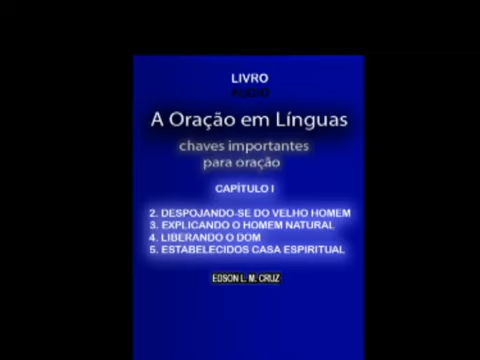 LIVRO
AUDIO
A Oração em Línguas
chaves importantes
para oração
CAPÍTULO I
2. DESPOJANDO-SE DO VELHO HOMEM
3. EXPLICANDO O HOMEM NATURAL
4. LIBERANDO O DOM
5. ESTABELECIDOS CASA ESPIRITUAL
EDSON L. M. CRUZ